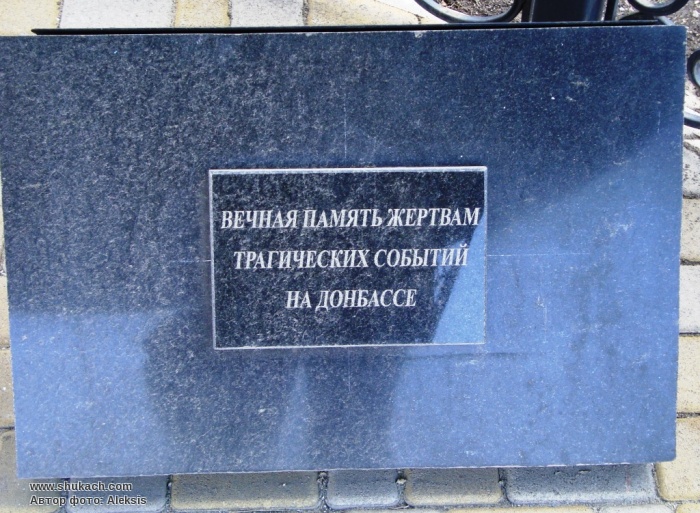 ВЕЧНАЯ ПАМЯТЬ ЖЕРТВАМ
ТРАГИЧЕСКИХ СОБЫТИЙ
НА ДОНБАССЕ
www.shukach.com
Автор фото: Aleksis